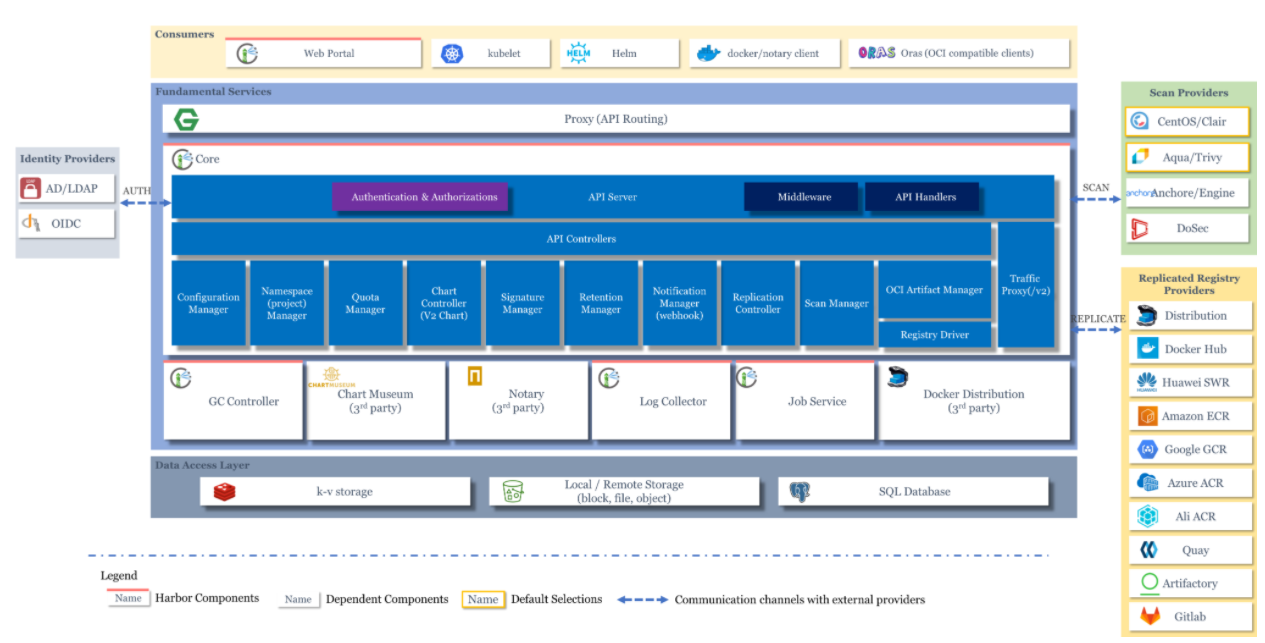 Consumers
Web Portal
kubelet
HELM
Helm
docker/notary client
ORAS
Oras (OCI compatible clients)
Fundamental Services
Proxy (API Routing)
Core
Authentication & Authorizations
API Server
Middleware
API Handlers
API Controllers
Configuration
Manager
Namespace
(project)
Manager
Quota
Manager
Chart
Controller
(V2 Chart)
Signature
Manager
Retention
Manager
Notification
Manager
(webhook)
Replication
Controller
Scan Manager
OCI Artifact Manager
Registry Driver
Traffic
Proxy(/v2)
GC Controller
CHARTMUSEUM
Chart Museum
(3rd party)
Notary
(3rd party)
Log Collector
Job Service
Docker Distribution
(3rd party)
Data Access Layer
k-v storage
Local / Remote Storage
(block, file, object)
SQL Database
Identity Providers
AD/LDAP
OIDC
AUTH
SCAN
REPLICATE
Scan Providers
CentOS/Clair
Aqua/Trivy
anchore
Anchore/Engine
DoSec
Replicated Registry
Providers
Distribution
Docker Hub
Huawei SWR
Amazon ECR
Google GCR
Azure ACR
Ali ACR
Quay
Artifactory
Gitlab
Legend
Name
Harbor Components
Name
Dependent Components
Name
Default Selections
Communication channels with external providers